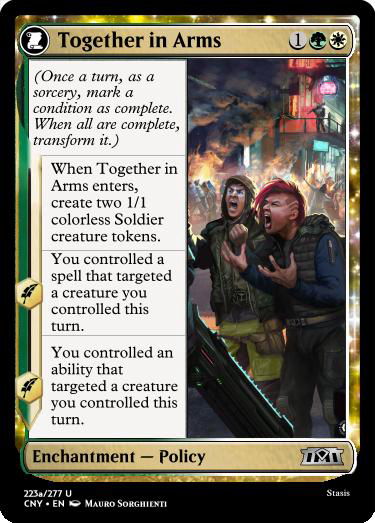 Together in Arms 1
(Once a turn, as a
sorcery, mark a
condition as complete.
When all are complete,
transform it.)
When Together in
Arms enters,
create two 1/1
colorless Soldier
creature tokens.
You controlled a
spell that targeted
a creature you
controlled this
turn.
You controlled an
ability that
targeted a creature
you controlled this
turn.
Enchantment — Policy
223a/277 U
CNY • EN Mauro Sorghienti
Stasis